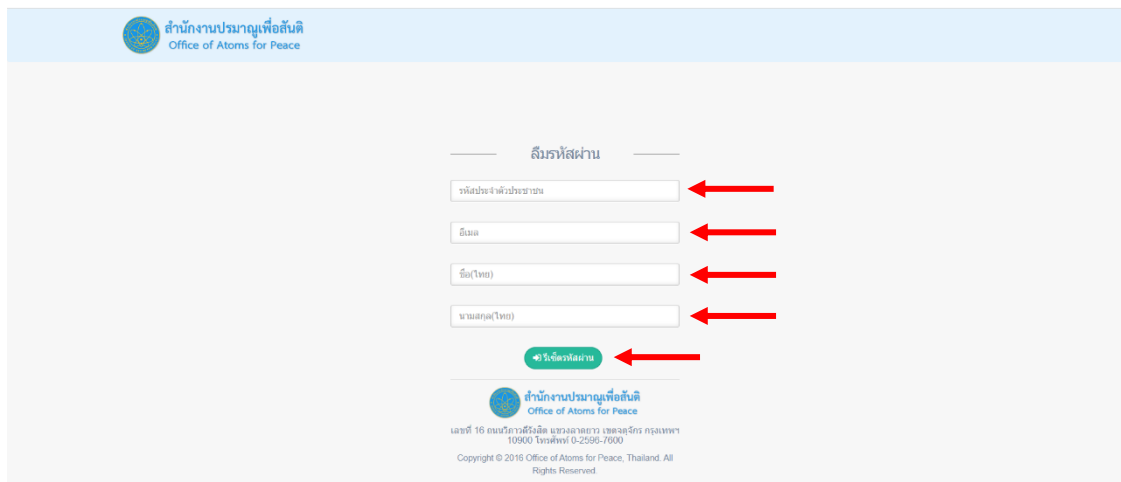 สำนักงานปรมาณูเพื่อสันติ
Office of Atoms for Peace
ลืมรหัสผ่าน
รหัสประจำตัวประชาชน
อีเมล
ชื่อ(ไทย)
นามสกุล(ไทย)
รีเซ็ตรหัสผ่าน
สำนักงานปรมาณูเพื่อสันติ
Office of Atoms for Peace
เลขที่ 16 ถนนวิภาวดีรังสิต แขวงลาดยาว เขตจตุจักร กรุงเทพฯ
10900 โทรศัพท์ 0-2596-7600
Copyright © 2016 Office of Atoms for Peace, Thailand. All
Rights Reserved.